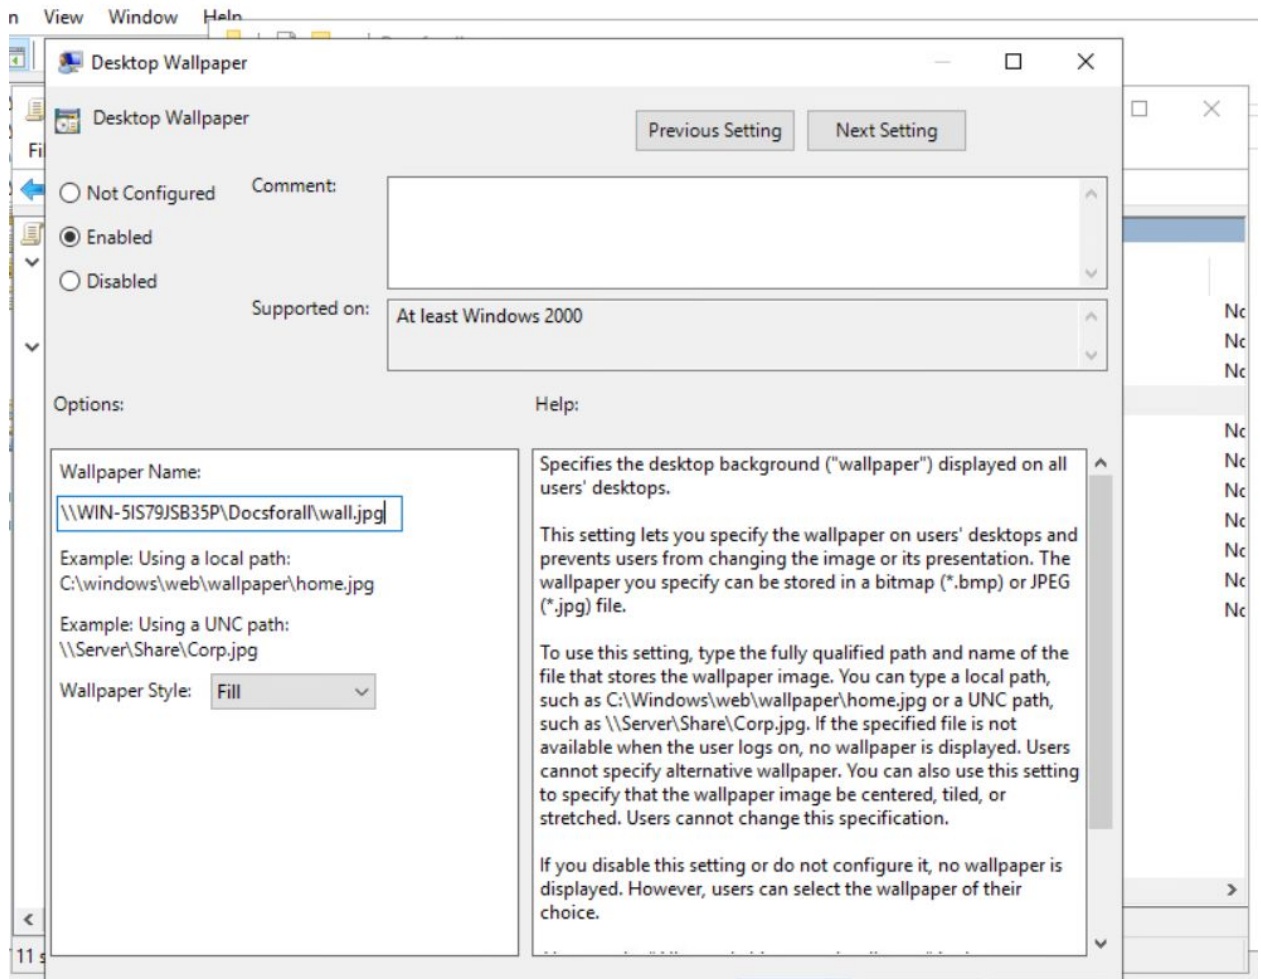 View Window Help
Desktop Wallpaper
Desktop Wallpaper
Previous Setting
Next Setting
Not Configured
Enabled
Disabled
Comment:
Supported on:
At least Windows 2000
Options:
Help:
Wallpaper Name:
\\WIN-5IS79JSB35P\Docsforall\wall.jpg
Example: Using a local path:
C:\windows\web\wallpaper\home.jpg
Example: Using a UNC path:
\\Server\Share\Corp.jpg
Wallpaper Style:
Fill
Specifies the desktop background ("wallpaper") displayed on all
users' desktops.
This setting lets you specify the wallpaper on users' desktops and
prevents users from changing the image or its presentation. The
wallpaper you specify can be stored in a bitmap (*.bmp) or JPEG
(*.jpg) file.
To use this setting, type the fully qualified path and name of the
file that stores the wallpaper image. You can type a local path,
such as C:\Windows\web\wallpaper\home.jpg or a UNC path,
such as \\Server\Share\Corp.jpg. If the specified file is not
available when the user logs on, no wallpaper is displayed. Users
cannot specify alternative wallpaper. You can also use this setting
to specify that the wallpaper image be centered, tiled, or
stretched. Users cannot change this specification.
If you disable this setting or do not configure it, no wallpaper is
displayed. However, users can select the wallpaper of their
choice.
11 s